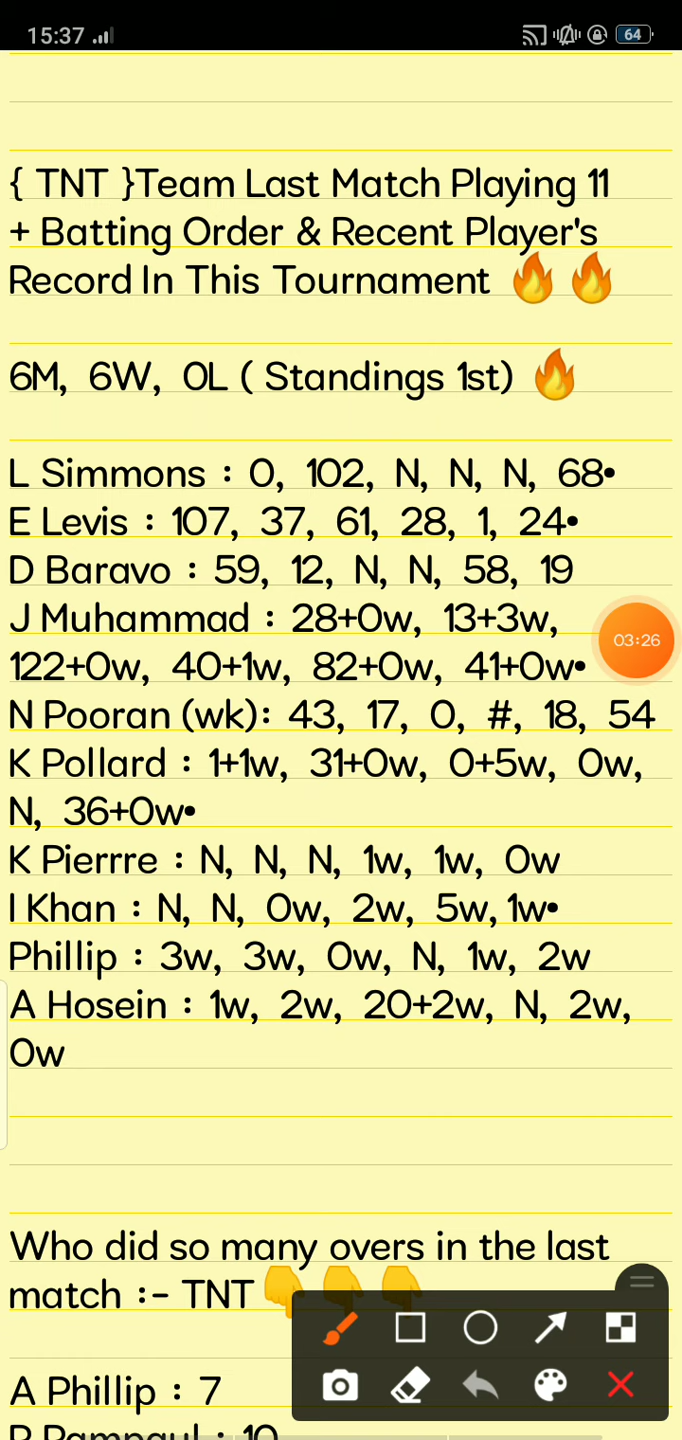 15:37
64
{ TNT }Team Last Match Playing 11
+ Batting Order & Recent Player's
Record In This Tournament 🔥 🔥
6M, 6W, 0L ( Standings 1st) 🔥
L Simmons : 0, 102, N, N, N, 68•
E Levis : 107, 37, 61, 28, 1, 24•
D Baravo : 59, 12, N, N, 58, 19
J Muhammad : 28+0w, 13+3w,
03:26
122+0w, 40+1w, 82+0w, 41+0w•
N Pooran (wk): 43, 17, 0, #, 18, 54
K Pollard : 1+1w, 31+0w, 0+5w, 0w,
N, 36+0w•
K Pierrre : N, N, N, 1w, 1w, 0w
I Khan : N, N, 0w, 2w, 5w, 1w•
Phillip : 3w, 3w, 0w, N, 1w, 2w
A Hosein : 1w, 2w, 20+2w, N, 2w,
0w
Who did so many overs in the last
match :- TNT 👇 👇 👇
A Phillip : 7
R Rampaul : 10